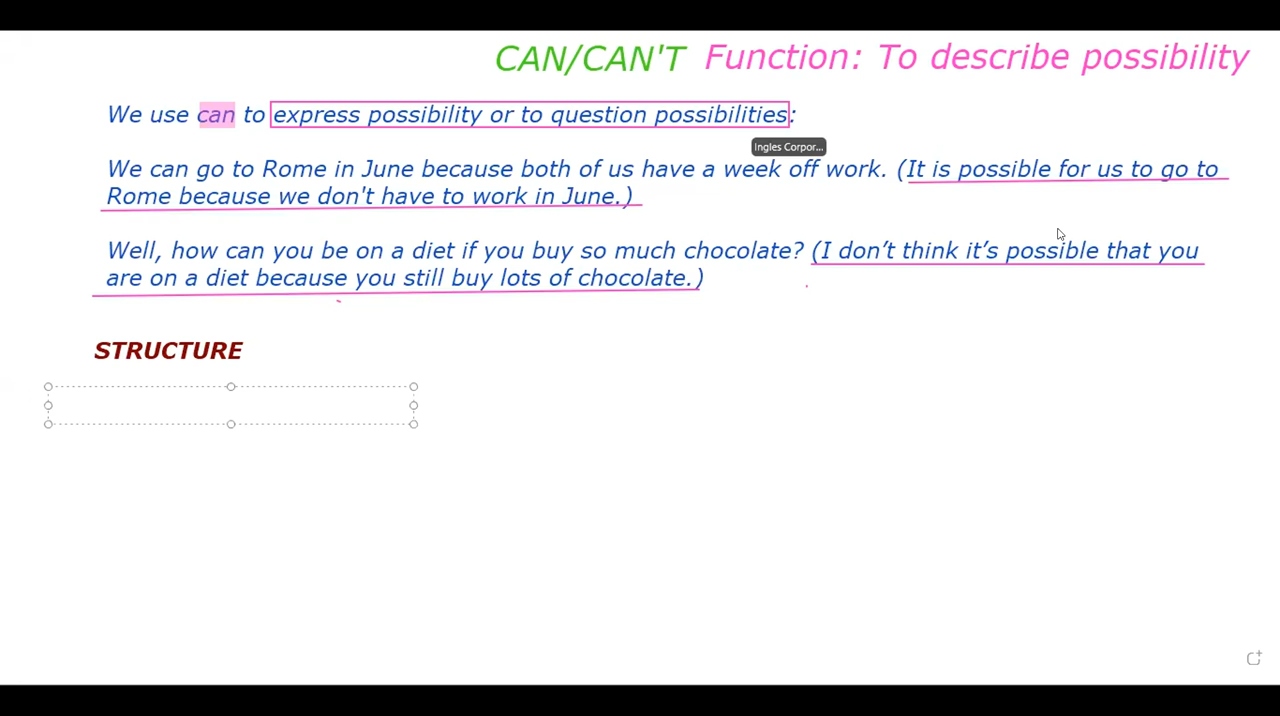 CAN/CAN'T Function: To describe possibility
We use can to express possibility or to question possibilities:
Ingles Corpor...
We can go to Rome in June because both of us have a week off work. (It is possible for us to go to
Rome because we don't have to work in June.)
Well, how can you be on a diet if you buy so much chocolate? (I don’t think it’s possible that you
are on a diet because you still buy lots of chocolate.)
STRUCTURE